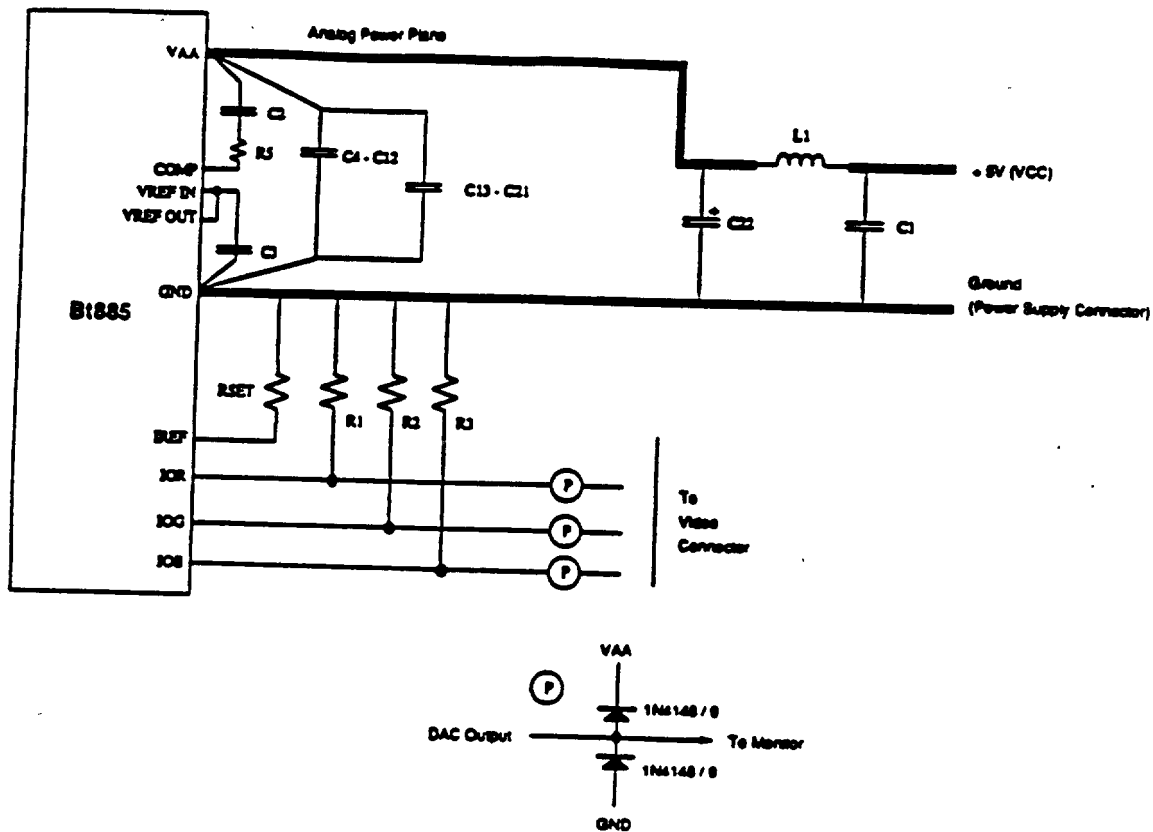 Analog Power Plane
VAA
C2
R5
C4 - C12
C13 - C21
L1
+ 5V (VCC)
COMP
VREF IN
VREF OUT
C3
+
C22
C1
GND
Ground
(Power Supply Connector)
Bt885
RSET
R1
R2
R3
IREF
IOR
P
IOG
P
IOB
P
To
Video
Connector
VAA
P
1N4148 / 9
DAC Output
To Monitor
1N4148 / 9
GND